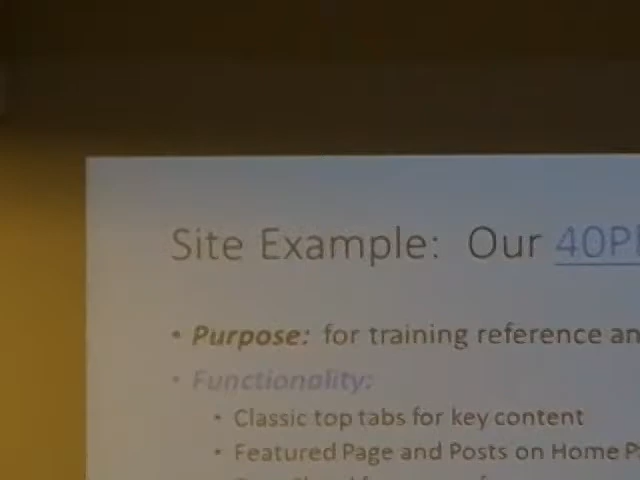 Site Example: Our 40P
• Purpose: for training reference an
• Functionality:
• Classic top tabs for key content
• Featured Page and Posts on Home P